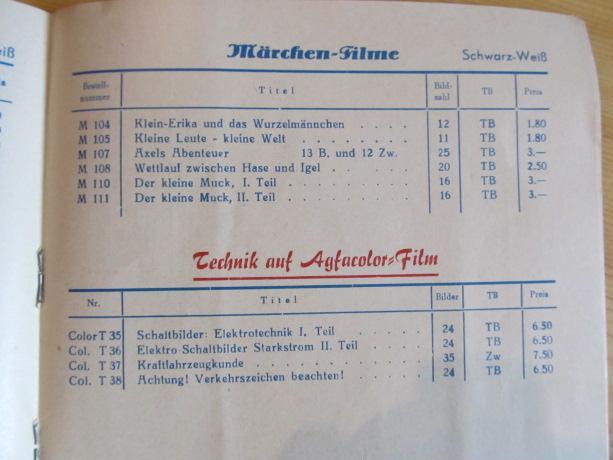 eiß
Märchen-Filme Schwarz-Weiß
Bestell-nummer Titel Bild-zahl TB Preis
M 104 Klein-Erika und das Wurzelmännchen . . . . 12 TB 1.80
M 105 Kleine Leute - kleine Welt . . . . . 11 TB 1.80
M 107 Axels Abenteuer 13 B. und 12 Zw. 25 TB 3.—
M 108 Wettlauf zwischen Hase und Igel . . . . . 20 TB 2.50
M 110 Der kleine Muck, I. Teil . . . . . . . 16 TB 3.—
M 111 Der kleine Muck, II. Teil . . . . . . . 16 TB 3.—
Technik auf Agfacolor-Film
Nr. Titel Bilder TB Preis
Color T 35 Schaltbilder: Elektrotechnik I. Teil . . . . . 24 TB 6.50
Col. T 36 Elektro-Schaltbilder Starkstrom II. Teil . . . . 24 TB 6.50
Col. T 37 Kraftfahrzeugkunde . . . . . . . . 35 Zw 7.50
Col. T 38 Achtung! Verkehrszeichen beachten! . . . . . 24 TB 6.50